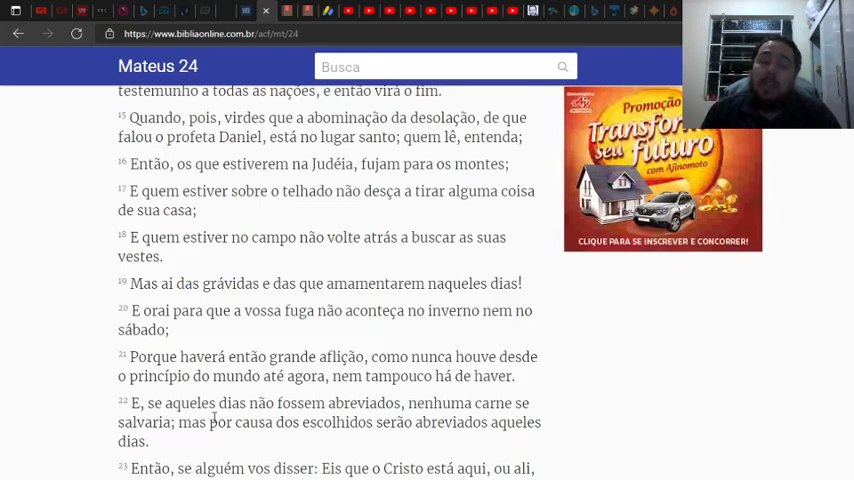 https://www.bibliaonline.com.br/acf/mt/24
Mateus 24
Busca
testemunho a todas as nações, e então virá o fim.
15 Quando, pois, virdes que a abominação da desolação, de que
falou o profeta Daniel, está no lugar santo; quem lê, entenda;
16 Então, os que estiverem na Judéia, fujam para os montes;
17 E quem estiver sobre o telhado não desça a tirar alguma coisa
de sua casa;
18 E quem estiver no campo não volte atrás a buscar as suas
vestes.
19 Mas ai das grávidas e das que amamentarem naqueles dias!
20 E orai para que a vossa fuga não aconteça no inverno nem no
sábado;
21 Porque haverá então grande aflição, como nunca houve desde
o princípio do mundo até agora, nem tampouco há de haver.
22 E, se aqueles dias não fossem abreviados, nenhuma carne se
salvaria; mas por causa dos escolhidos serão abreviados aqueles
dias.
23 Então, se alguém vos disser: Eis que o Cristo está aqui, ou ali,
Promoção
Transforme
seu futuro
com Ajinomoto
CLIQUE PARA SE INSCREVER E CONCORRER!